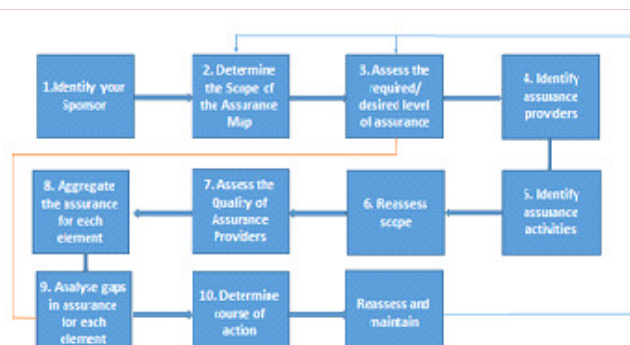 1.Identify your
Sponsor
2. Determine
the Scope of
the Assurance
Map
3. Assess the
required/
desired level
of assurance
4. Identify
assurance
providers
8. Aggregate
the assurance
for each
element
7. Assess the
Quality of
Assurance
Providers
6. Reassess
scope
5. Identify
assurance
activities
9. Analyse gaps
in assurance
for each
element
10. Determine
course of
action
Reassess and
maintain